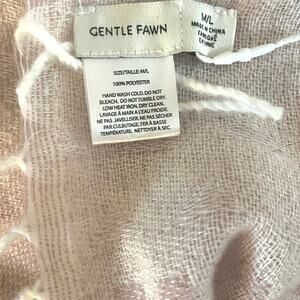 GENTLE FAWN
M/L
MADE IN CHINA
FABRIQUÉ
EN CHINE
SIZE/TAILLE: M/L
100% POLYESTER
HAND WASH COLD. DO NOT
BLEACH. DO NOT TUMBLE DRY.
LOW HEAT IRON, DRY CLEAN.
LAVAGE À MAIN À L'EAU FROIDE.
NE PAS JAVELLISER. NE PAS SÉCHER
PAR CULBUTAGE. FER À BASSE
TEMPÉRATURE. NETTOYER À SEC.